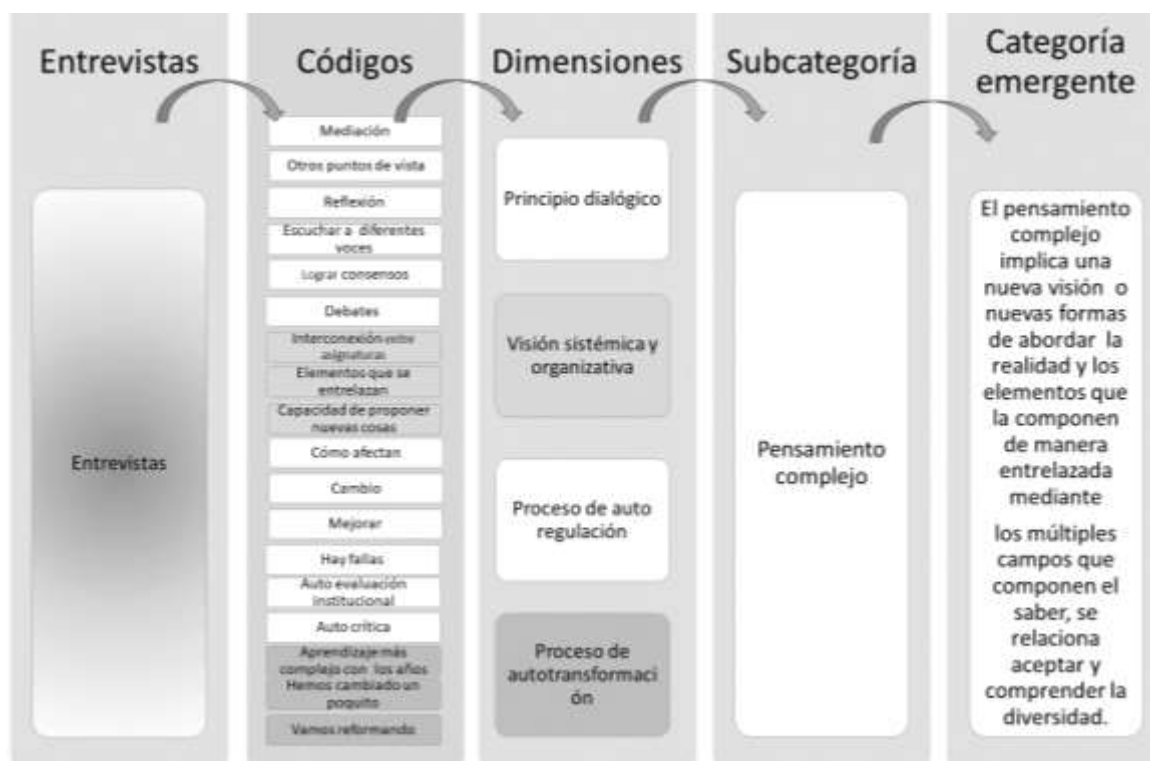 Entrevistas
Entrevistas
Códigos
Mediación
Otros puntos de vista
Reflexión
Escuchar a diferentes
voces
Lograr consensos
Debates
Interconexión entre
asignaturas
Elementos que se
entrelazan
Capacidad de proponer
nuevas cosas
Cómo afectan
Cambio
Mejorar
Hay fallas
Auto evaluación
institucional
Auto crítica
Aprendizaje más
complejo con los años
Hemos cambiado un
poquito
Vamos reformando
Dimensiones
Principio dialógico
Visión sistémica y
organizativa
Proceso de auto
regulación
Proceso de
autotransformaci
ón
Subcategoría
Pensamiento
complejo
Categoría
emergente
El pensamiento
complejo
implica una
nueva visión o
nuevas formas
de abordar la
realidad y los
elementos que
la componen
de manera
entrelazada
mediante
los múltiples
campos que
componen el
saber, se
relaciona
aceptar y
comprender la
diversidad.